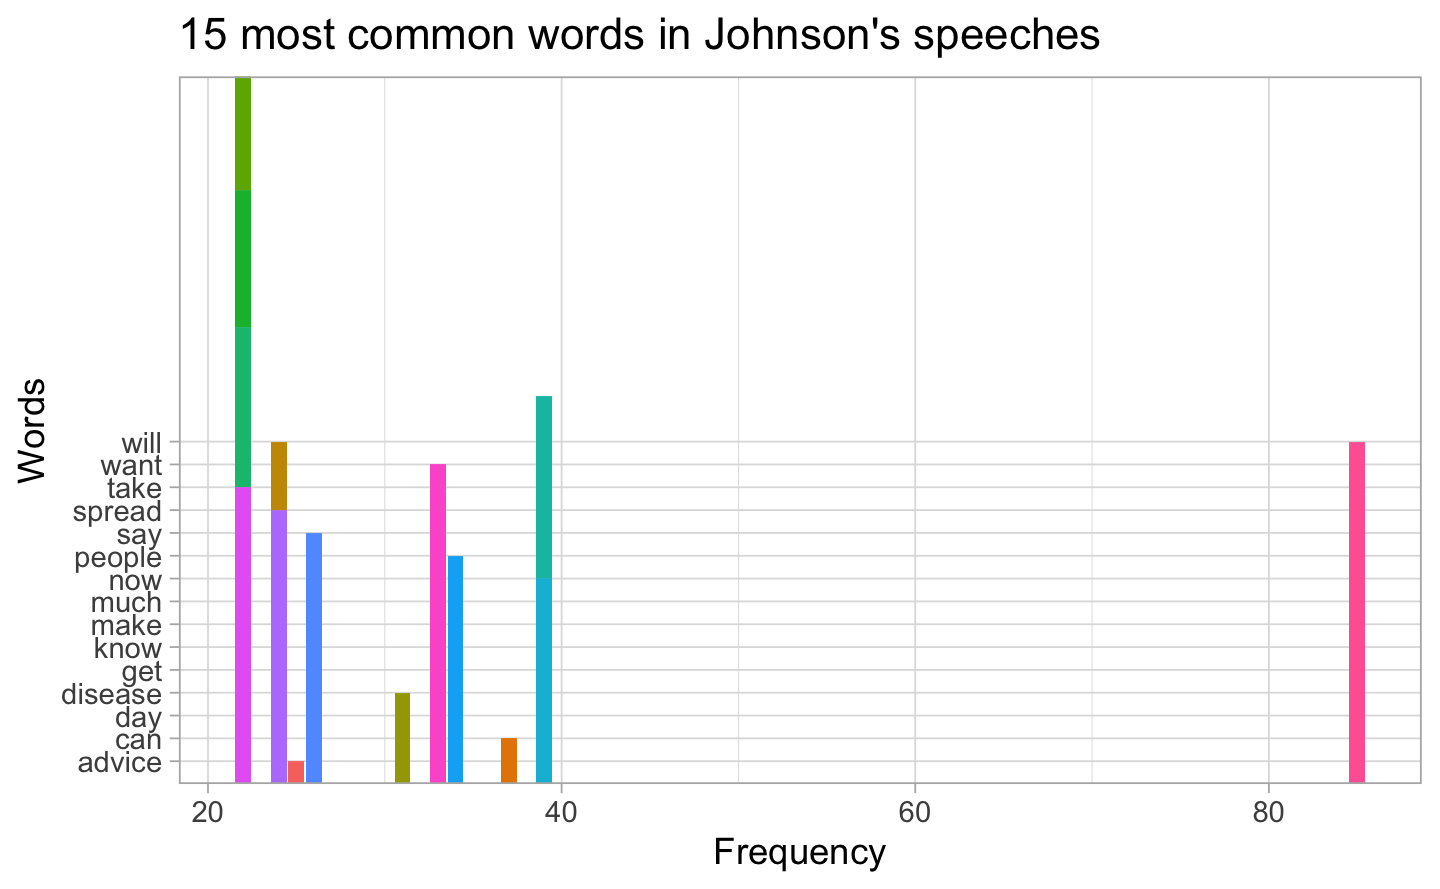 15 most common words in Johnson's speeches
Words
will
want
take
spread
say
people
now
much
make
know
get
disease
day
can
advice
20 40 60 80
Frequency